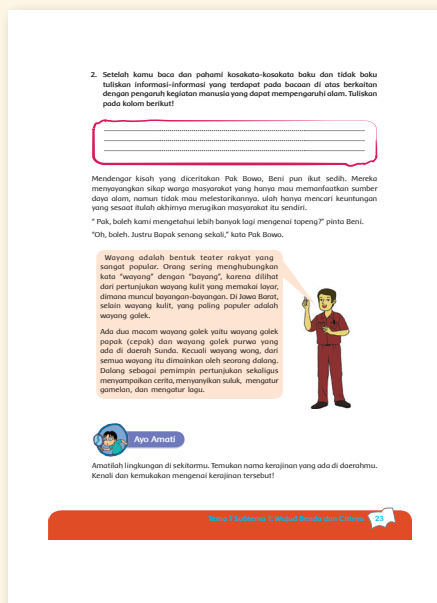 2. Setelah kamu baca dan pahami kosakata-kosakata baku dan tidak baku
tuliskan informasi-informasi yang terdapat pada bacaan di atas berkaitan
dengan pengaruh kegiatan manusia yang dapat mempengaruhi alam. Tuliskan
pada kolom berikut!
Mendengar kisah yang diceritakan Pak Bowo, Beni pun ikut sedih. Mereka
menyayangkan sikap warga masyarakat yang hanya mau memanfaatkan sumber
daya alam, namun tidak mau melestarikannya. ulah hanya mencari keuntungan
yang sesaat itulah akhirnya merugikan masyarakat itu sendiri.
" Pak, boleh kami mengetahui lebih banyak lagi mengenai topeng?" pinta Beni.
"Oh, boleh. Justru Bapak senang sekali," kata Pak Bowo.
Wayang adalah bentuk teater rakyat yang
sangat popular. Orang sering menghubungkan
kata "wayang" dengan "bayang", karena dilihat
dari pertunjukan wayang kulit yang memakai layar,
dimana muncul bayangan-bayangan. Di Jawa Barat,
selain wayang kulit, yang paling populer adalah
wayang golek.
Ada dua macam wayang golek yaitu wayang golek
papak (cepak) dan wayang golek purwa yang
ada di daerah Sunda. Kecuali wayang wong, dari
semua wayang itu dimainkan oleh seorang dalang.
Dalang sebagai pemimpin pertunjukan sekaligus
menyampaikan cerita, menyanyikan suluk, mengatur
gamelan, dan mengatur lagu.
Ayo Amati
Amatilah lingkungan di sekitarmu. Temukan nama kerajinan yang ada di daerahmu.
Kenali dan kemukakan mengenai kerajinan tersebut!
Tema 1 Subtema 1: Wujud Benda dan Cirinya 23